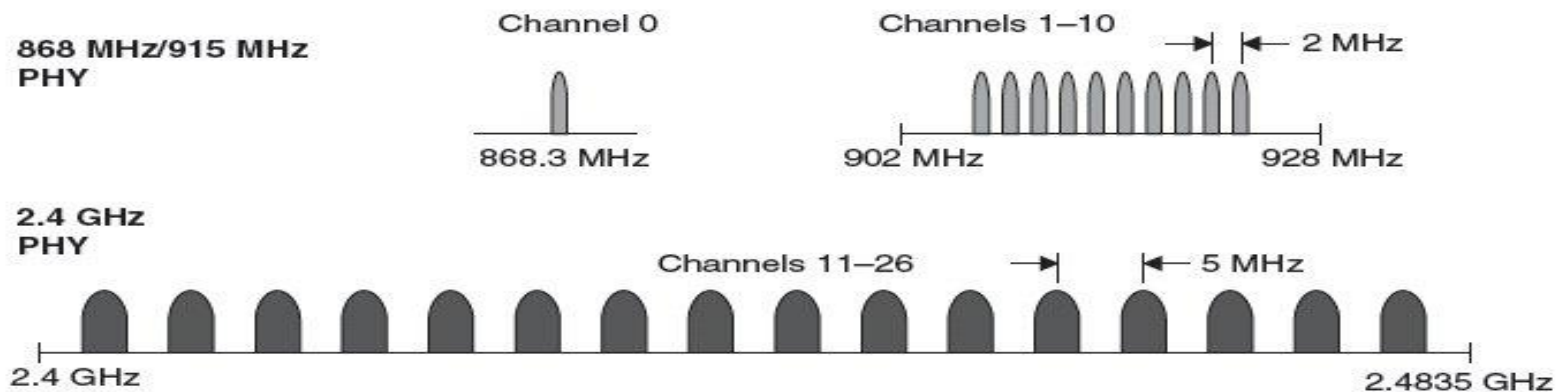 868 MHz/915 MHz
PHY
Channel 0
868.3 MHz
Channels 1–10
2 MHz
902 MHz
928 MHz
2.4 GHz
PHY
Channels 11–26
5 MHz
2.4 GHz
2.4835 GHz